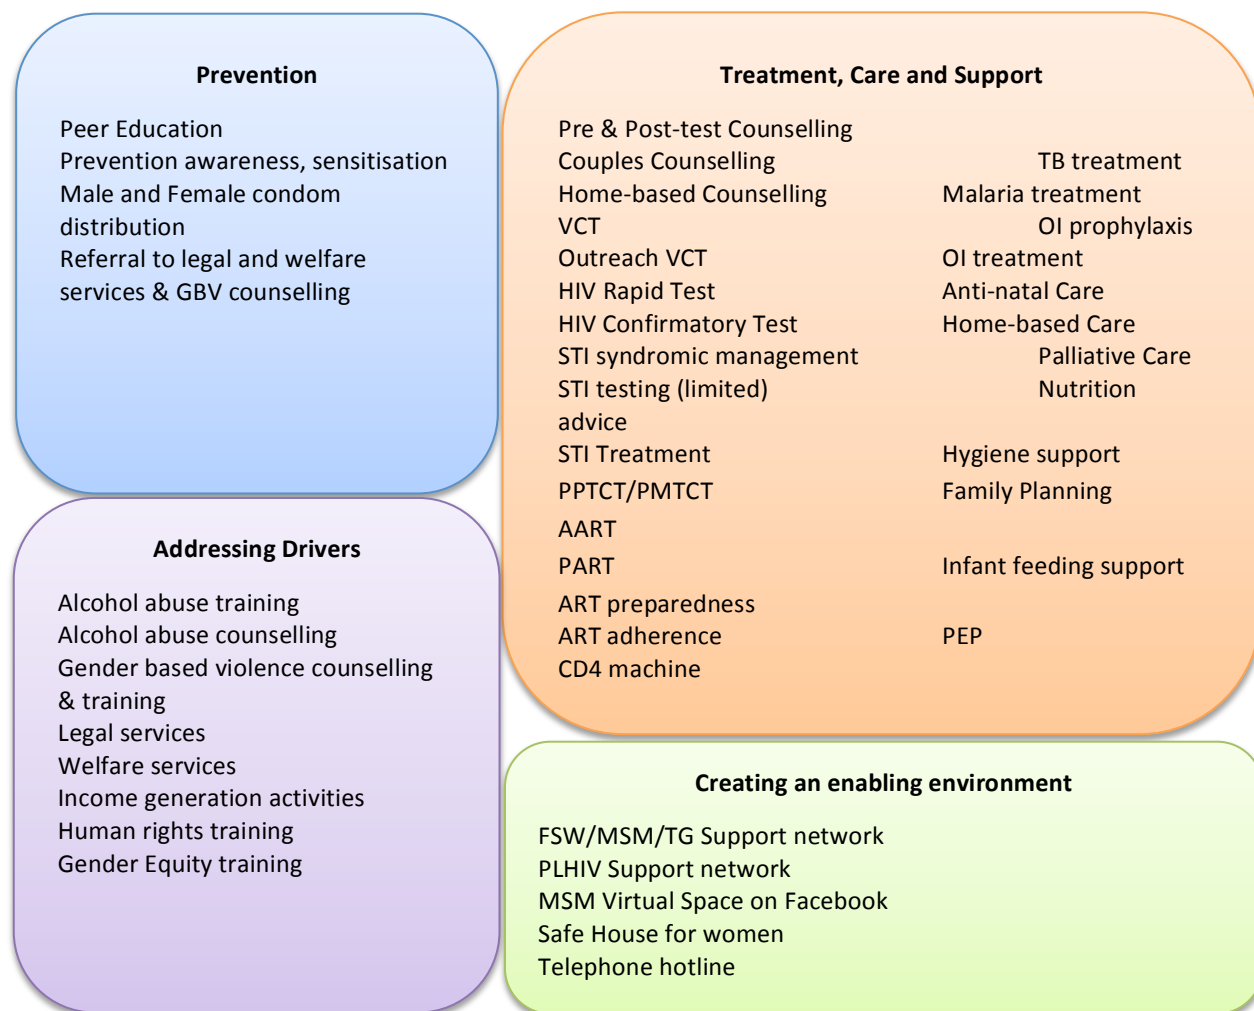 Prevention
Peer Education
Prevention awareness, sensitisation
Male and Female condom
distribution
Referral to legal and welfare
services & GBV counselling
Treatment, Care and Support
Pre & Post-test Counselling
Couples Counselling TB treatment
Home-based Counselling Malaria treatment
VCT OI prophylaxis
Outreach VCT OI treatment
HIV Rapid Test Anti-natal Care
HIV Confirmatory Test Home-based Care
STI syndromic management Palliative Care
STI testing (limited) Nutrition
advice
STI Treatment Hygiene support
PPTCT/PMTCT Family Planning
AART
PART Infant feeding support
ART preparedness
ART adherence PEP
CD4 machine
Addressing Drivers
Alcohol abuse training
Alcohol abuse counselling
Gender based violence counselling
& training
Legal services
Welfare services
Income generation activities
Human rights training
Gender Equity training
Creating an enabling environment
FSW/MSM/TG Support network
PLHIV Support network
MSM Virtual Space on Facebook
Safe House for women
Telephone hotline